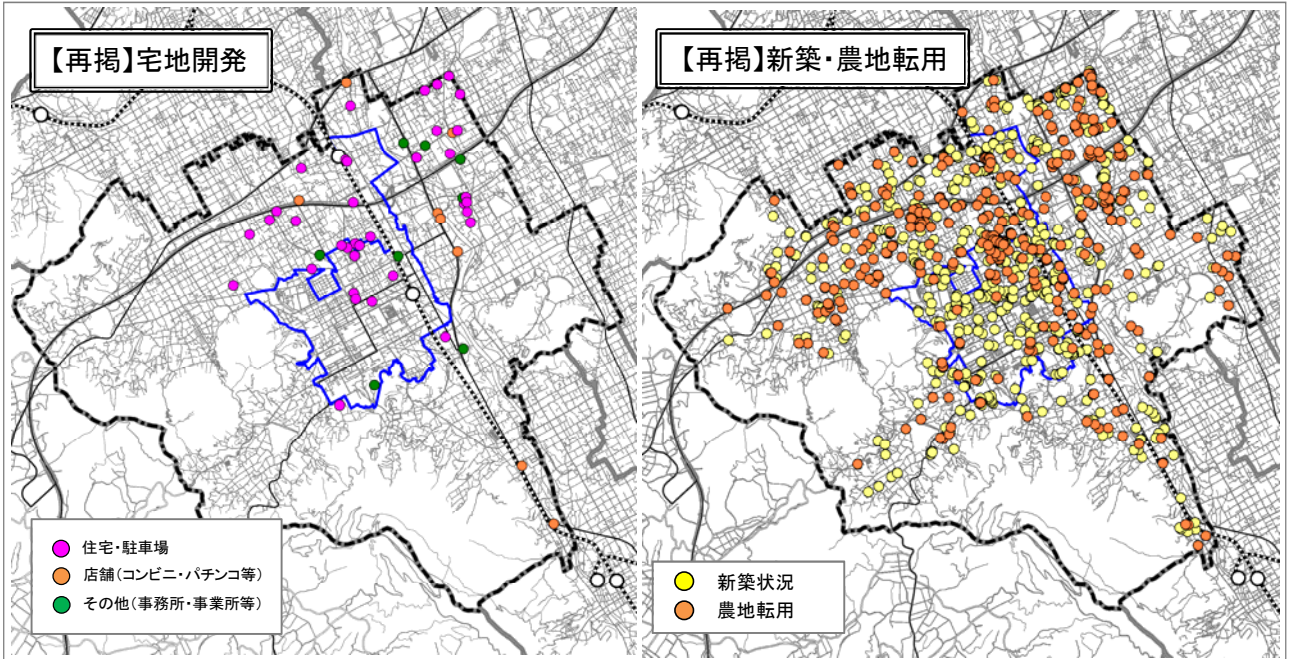 【再掲】宅地開発
住宅・駐車場
店舗(コンビニ・パチンコ等)
その他(事務所・事業所等)
【再掲】新築・農地転用
新築状況
農地転用